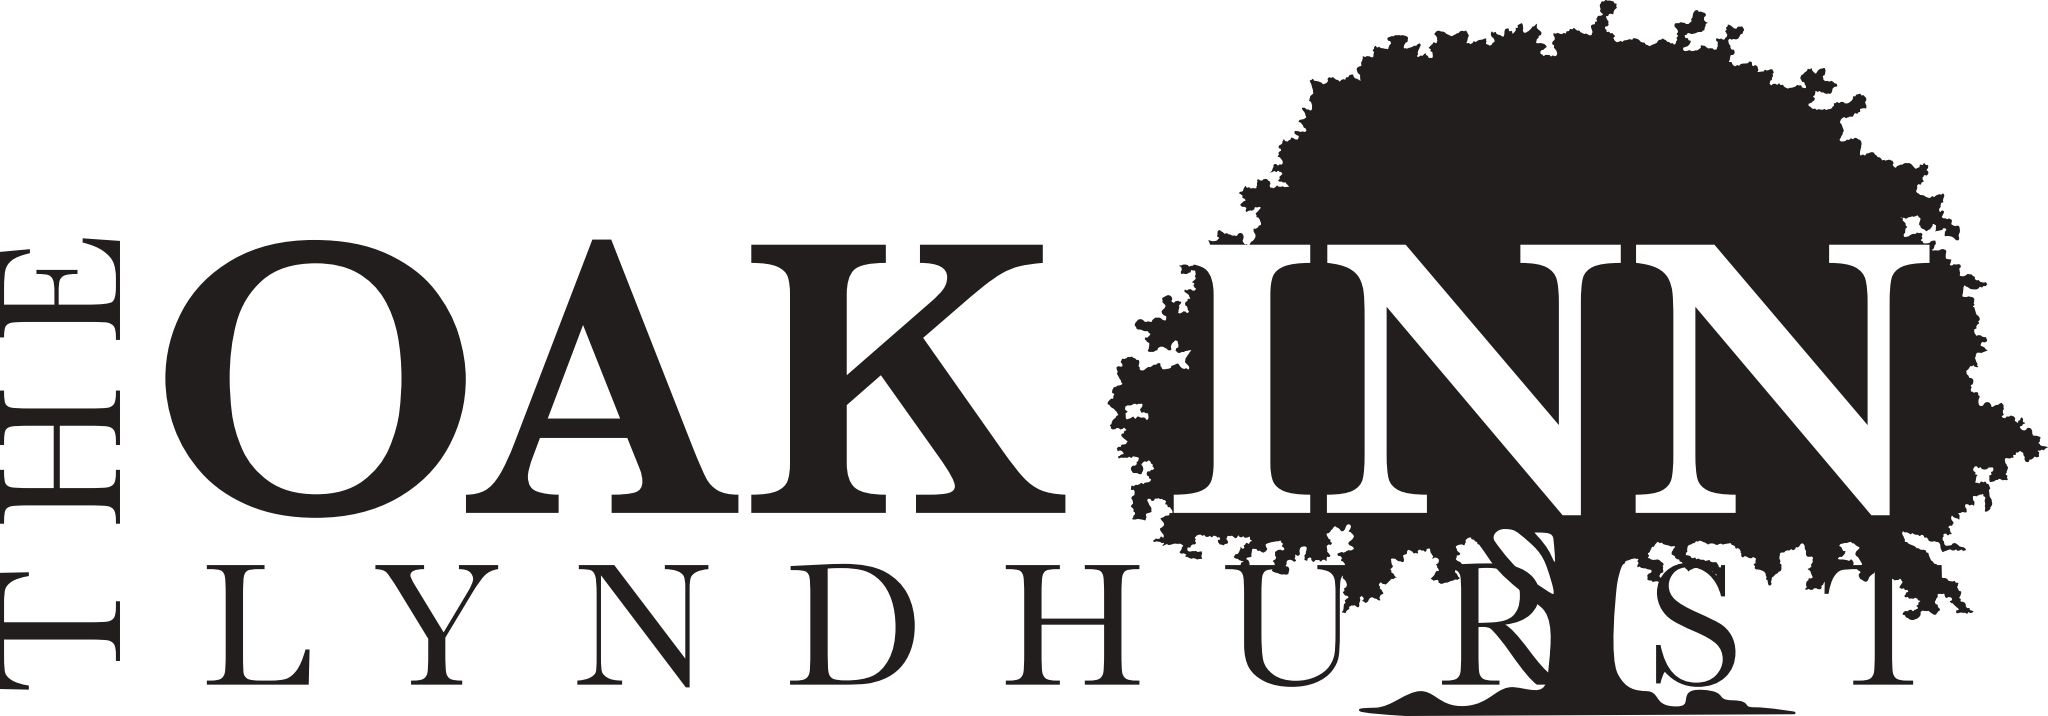 THE
OAK INN
LYNDHURST